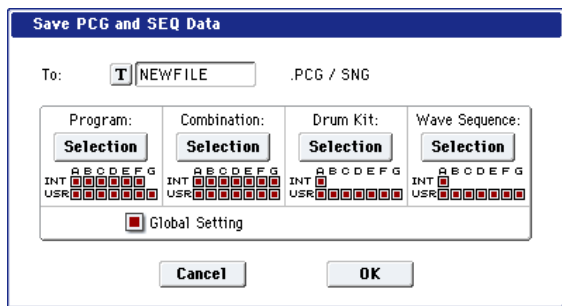 Save PCG and SEQ Data
To: T NEWFILE .PCG / SNG
Program: Combination: Drum Kit: Wave Sequence:
Selection Selection Selection Selection
A B C D E F G A B C D E F G A B C D E F G A B C D E F G
INT INT INT INT
USR USR USR USR
Global Setting
Cancel OK